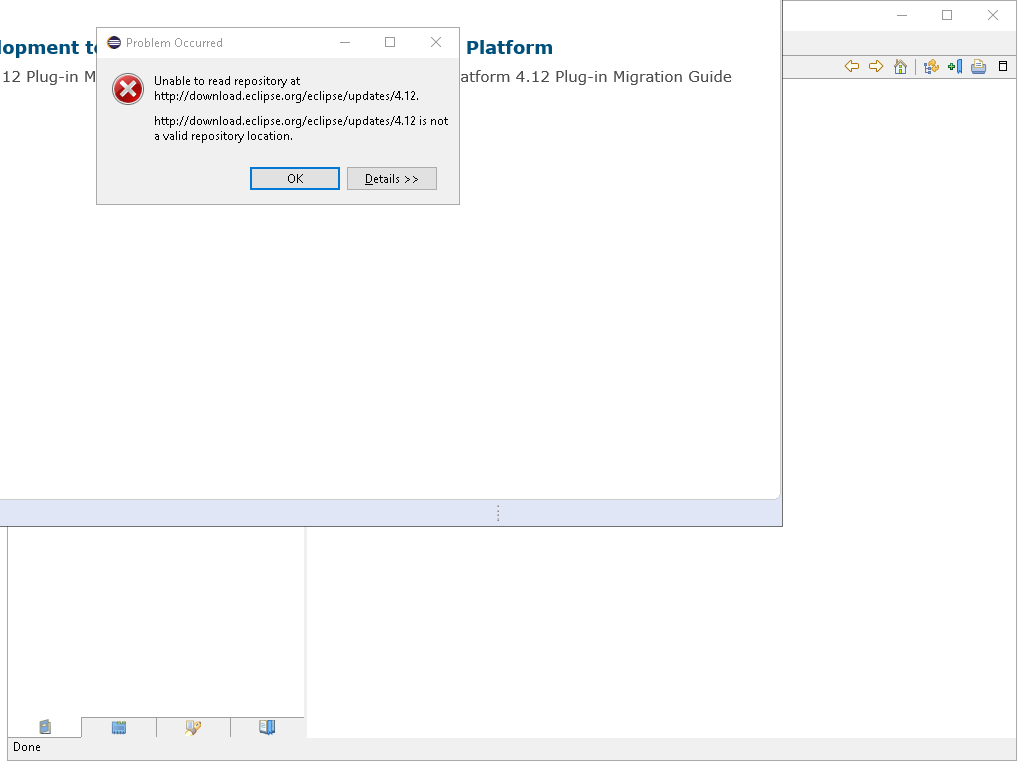 lopment t
Platform
12 Plug-in M
atform 4.12 Plug-in Migration Guide
Problem Occurred
Unable to read repository at
http://download.eclipse.org/eclipse/updates/4.12.
http://download.eclipse.org/eclipse/updates/4.12 is not
a valid repository location.
OK
Details >>
Done